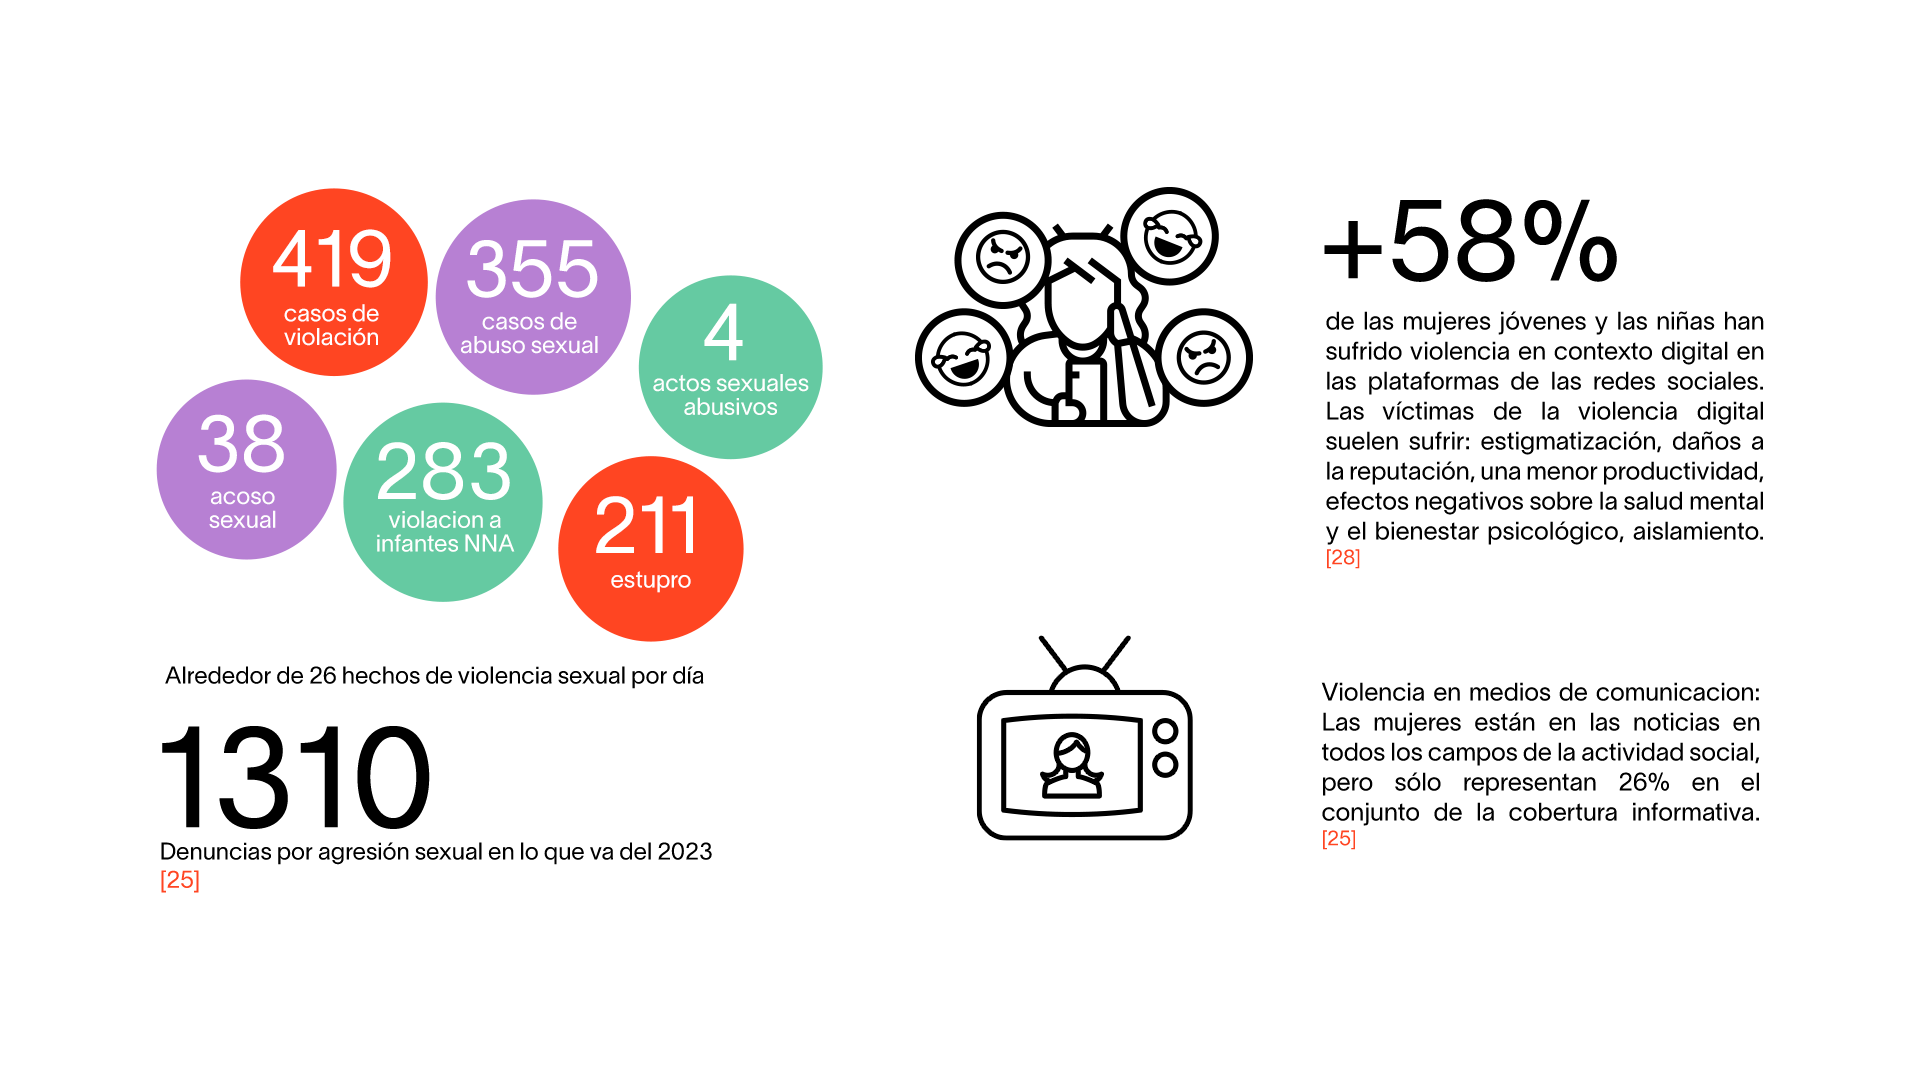 419
casos de
violación
355
casos de
abuso sexual
4
actos sexuales
abusivos
38
acoso
sexual
283
violacion a
infantes NNA
211
estupro
Alrededor de 26 hechos de violencia sexual por día
1310
Denuncias por agresión sexual en lo que va del 2023
[25]
+58%
de las mujeres jóvenes y las niñas han
sufrido violencia en contexto digital en
las plataformas de las redes sociales.
Las víctimas de la violencia digital
suelen sufrir: estigmatización, daños a
la reputación, una menor productividad,
efectos negativos sobre la salud mental
y el bienestar psicológico, aislamiento.
[28]
Violencia en medios de comunicacion:
Las mujeres están en las noticias en
todos los campos de la actividad social,
pero sólo representan 26% en el
conjunto de la cobertura informativa.
[25]